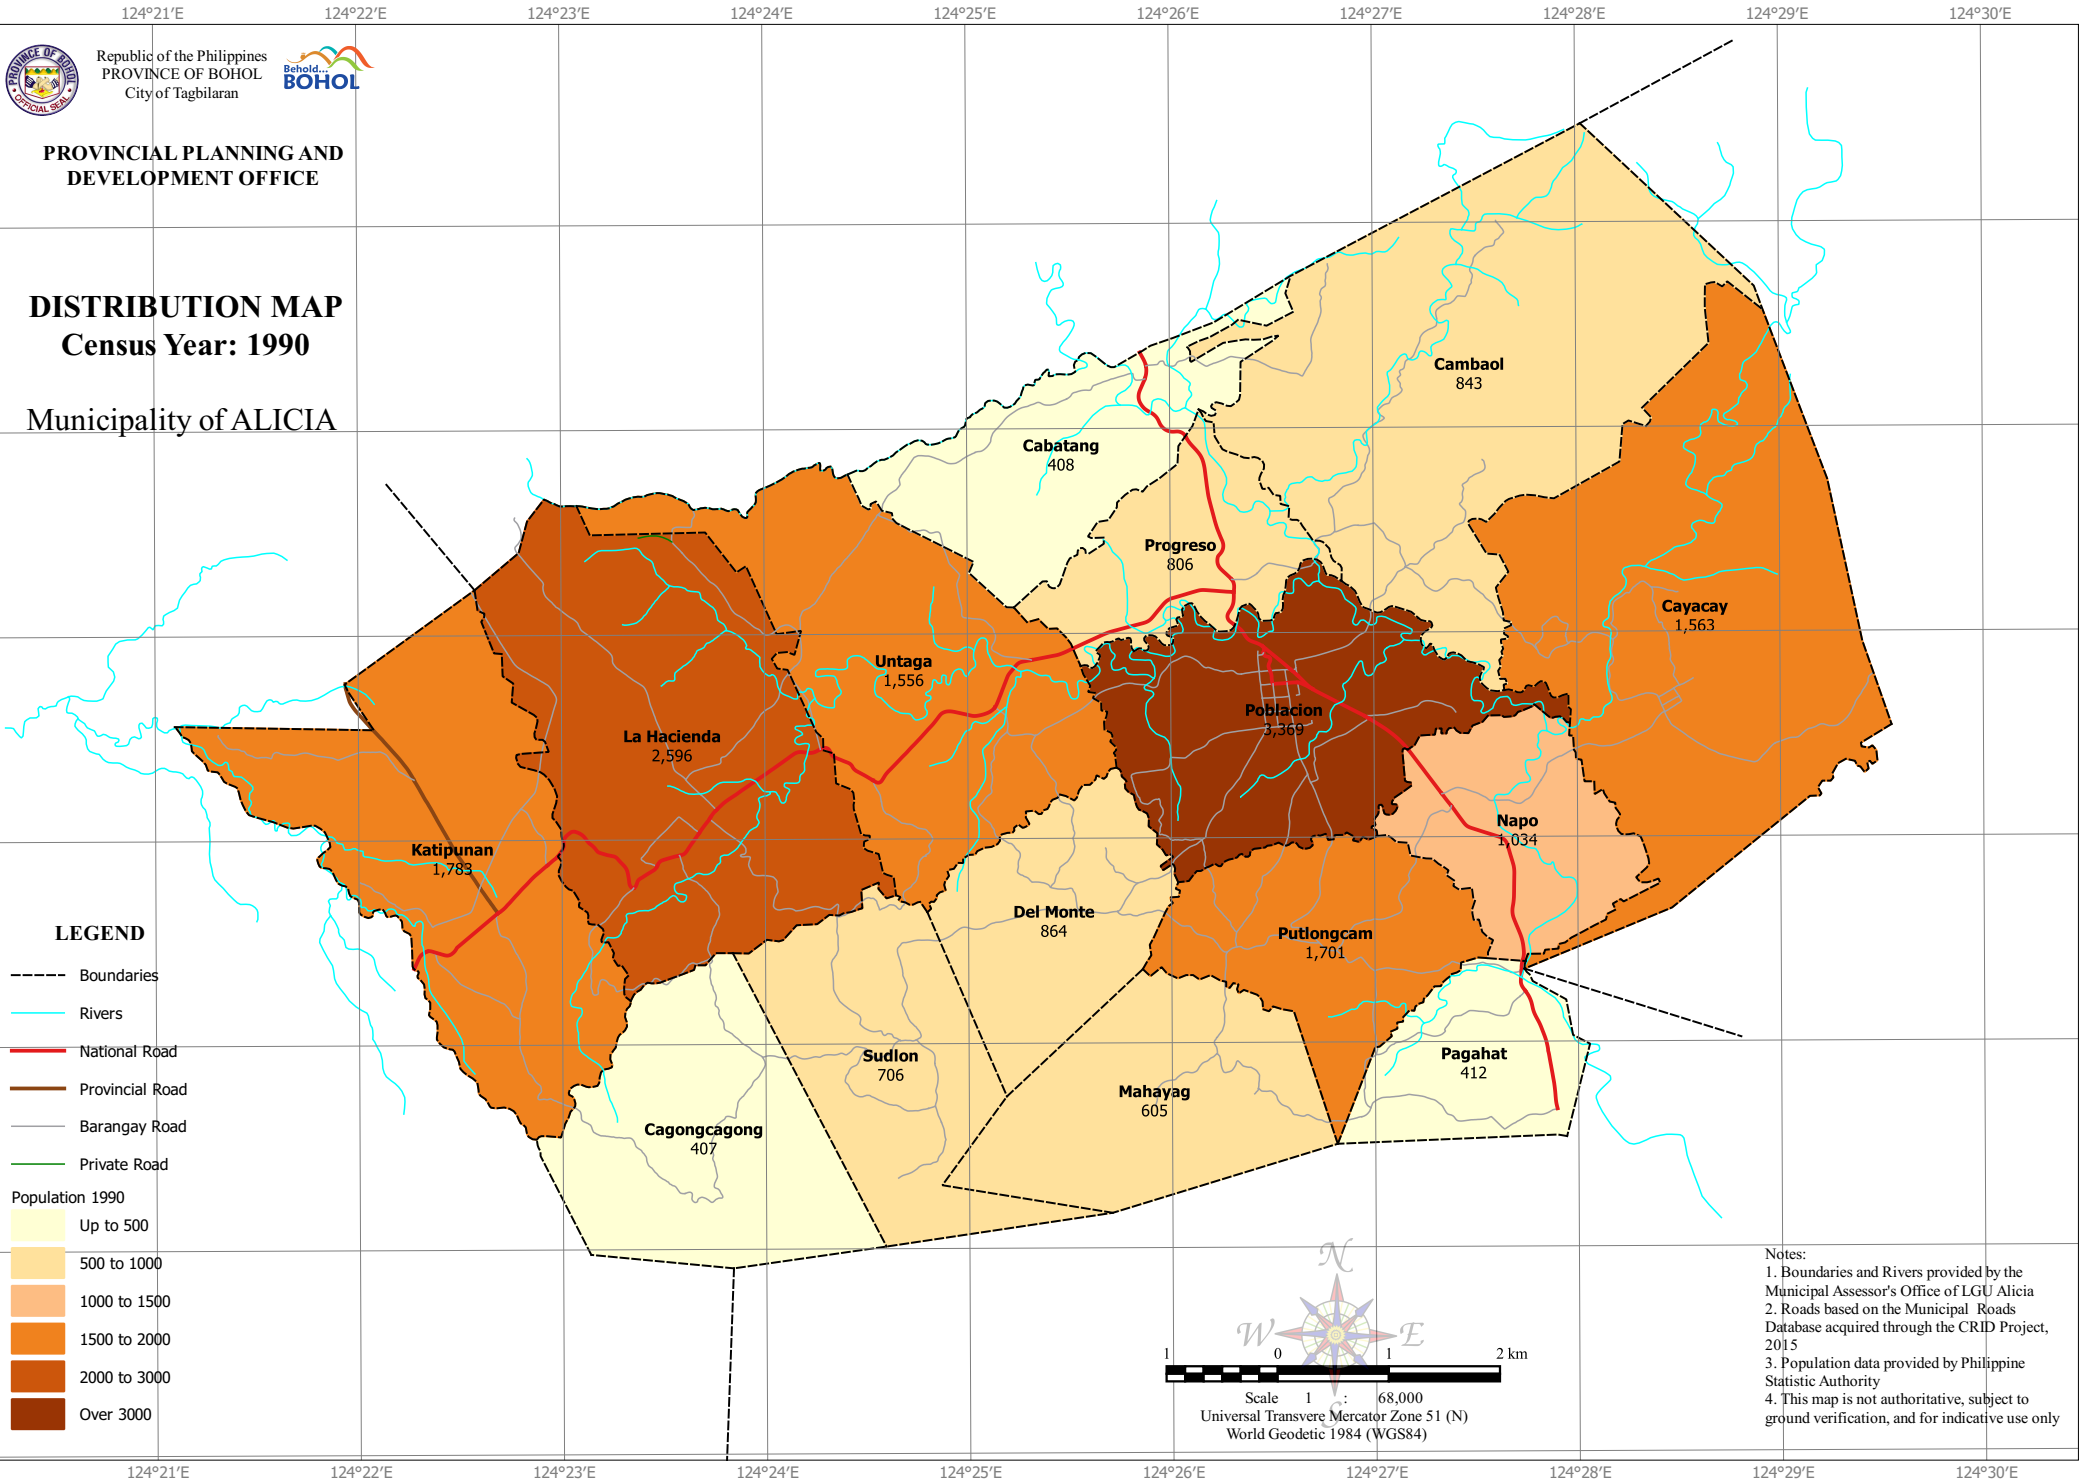 124°21′E 124°22′E 124°23′E 124°24′E 124°25′E 124°26′E 124°27′E 124°28′E 124°29′E 124°30′E
PROVINCE OF BOHOL
OFFICIAL SEAL
Republic of the Philippines
PROVINCE OF BOHOL
City of Tagbilaran
Behold...
BOHOL
PROVINCIAL PLANNING AND
DEVELOPMENT OFFICE
DISTRIBUTION MAP
Census Year: 1990
Municipality of ALICIA
Cambaol
843
Cabatang
408
Progreso
806
Cayacay
1,563
Untaga
1,556
Poblacion
3,369
La Hacienda
2,596
Napo
1,034
Katipunan
1,783
Del Monte
864
Putlongcam
1,701
Sudlon
706
Pagahat
412
Mahayag
605
Cagongcagong
407
LEGEND
Boundaries
Rivers
National Road
Provincial Road
Barangay Road
Private Road
Population 1990
Up to 500
500 to 1000
1000 to 1500
1500 to 2000
2000 to 3000
Over 3000
N
W E
S
1 0 1 2 km
Scale 1 : 68,000
Universal Transvere Mercator Zone 51 (N)
World Geodetic 1984 (WGS84)
Notes:
1. Boundaries and Rivers provided by the
Municipal Assessor's Office of LGU Alicia
2. Roads based on the Municipal Roads
Database acquired through the CRID Project,
2015
3. Population data provided by Philippine
Statistic Authority
4. This map is not authoritative, subject to
ground verification, and for indicative use only
124°21′E 124°22′E 124°23′E 124°24′E 124°25′E 124°26′E 124°27′E 124°28′E 124°29′E 124°30′E